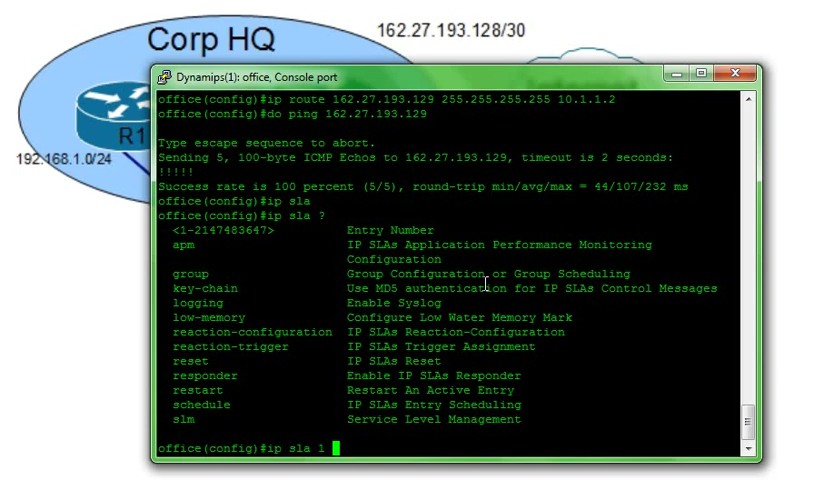 Corp HQ
162.27.193.128/30
R1
192.168.1.0/24
Dynamips(1): office, Console port
office(config)#ip route 162.27.193.129 255.255.255.255 10.1.1.2
office(config)#do ping 162.27.193.129
Type escape sequence to abort.
Sending 5, 100-byte ICMP Echos to 162.27.193.129, timeout is 2 seconds:
!!!!!
Success rate is 100 percent (5/5), round-trip min/avg/max = 44/107/232 ms
office(config)#ip sla
office(config)#ip sla ?
<1-2147483647> Entry Number
apm IP SLAs Application Performance Monitoring
Configuration
group Group Configuration or Group Scheduling
key-chain Use MD5 authentication for IP SLAs Control Messages
logging Enable Syslog
low-memory Configure Low Water Memory Mark
reaction-configuration IP SLAs Reaction-Configuration
reaction-trigger IP SLAs Trigger Assignment
reset IP SLAs Reset
responder Enable IP SLAs Responder
restart Restart An Active Entry
schedule IP SLAs Entry Scheduling
slm Service Level Management
office(config)#ip sla 1